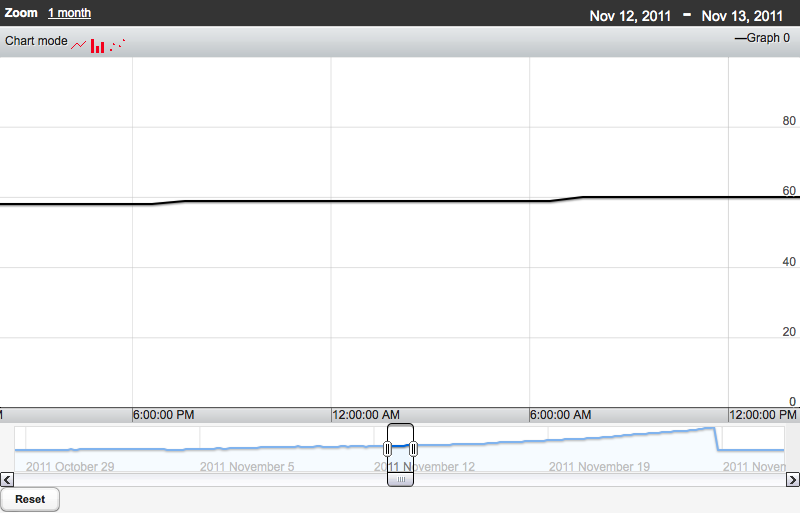 Zoom 1 month Nov 12, 2011 – Nov 13, 2011
Chart mode —Graph 0
80
60
40
20
0
6:00:00 PM 12:00:00 AM 6:00:00 AM 12:00:00 PM
2011 October 29 2011 November 5 2011 November 12 2011 November 19 2011
Reset